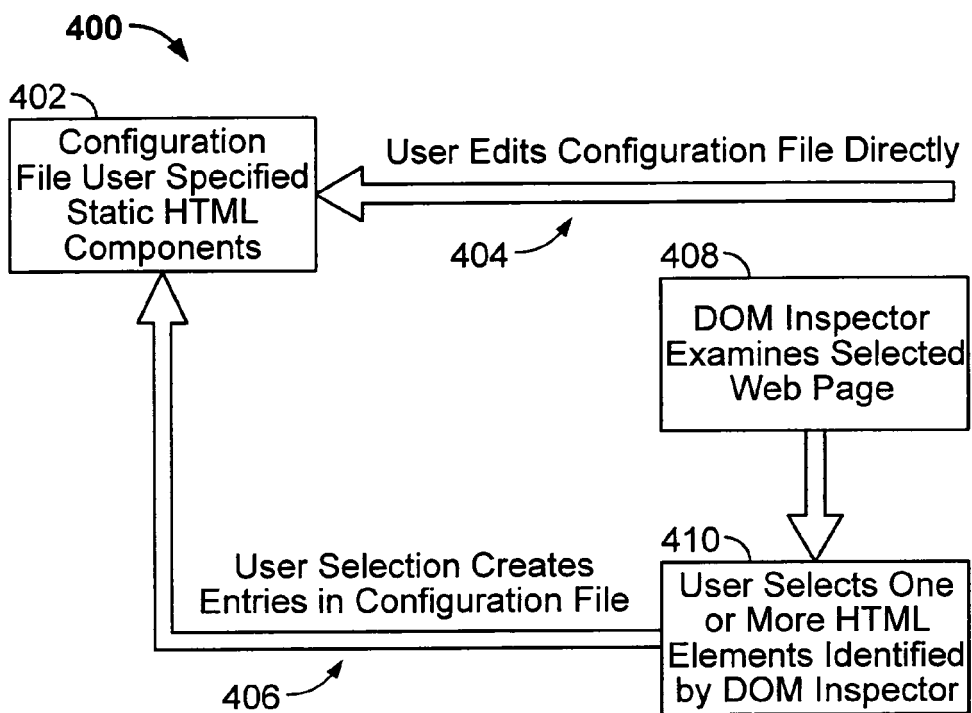 400
402
Configuration
File User Specified
Static HTML
Components
User Edits Configuration File Directly
404
408
DOM Inspector
Examines Selected
Web Page
410
User Selects One
or More HTML
Elements Identified
by DOM Inspector
User Selection Creates
Entries in Configuration File
406